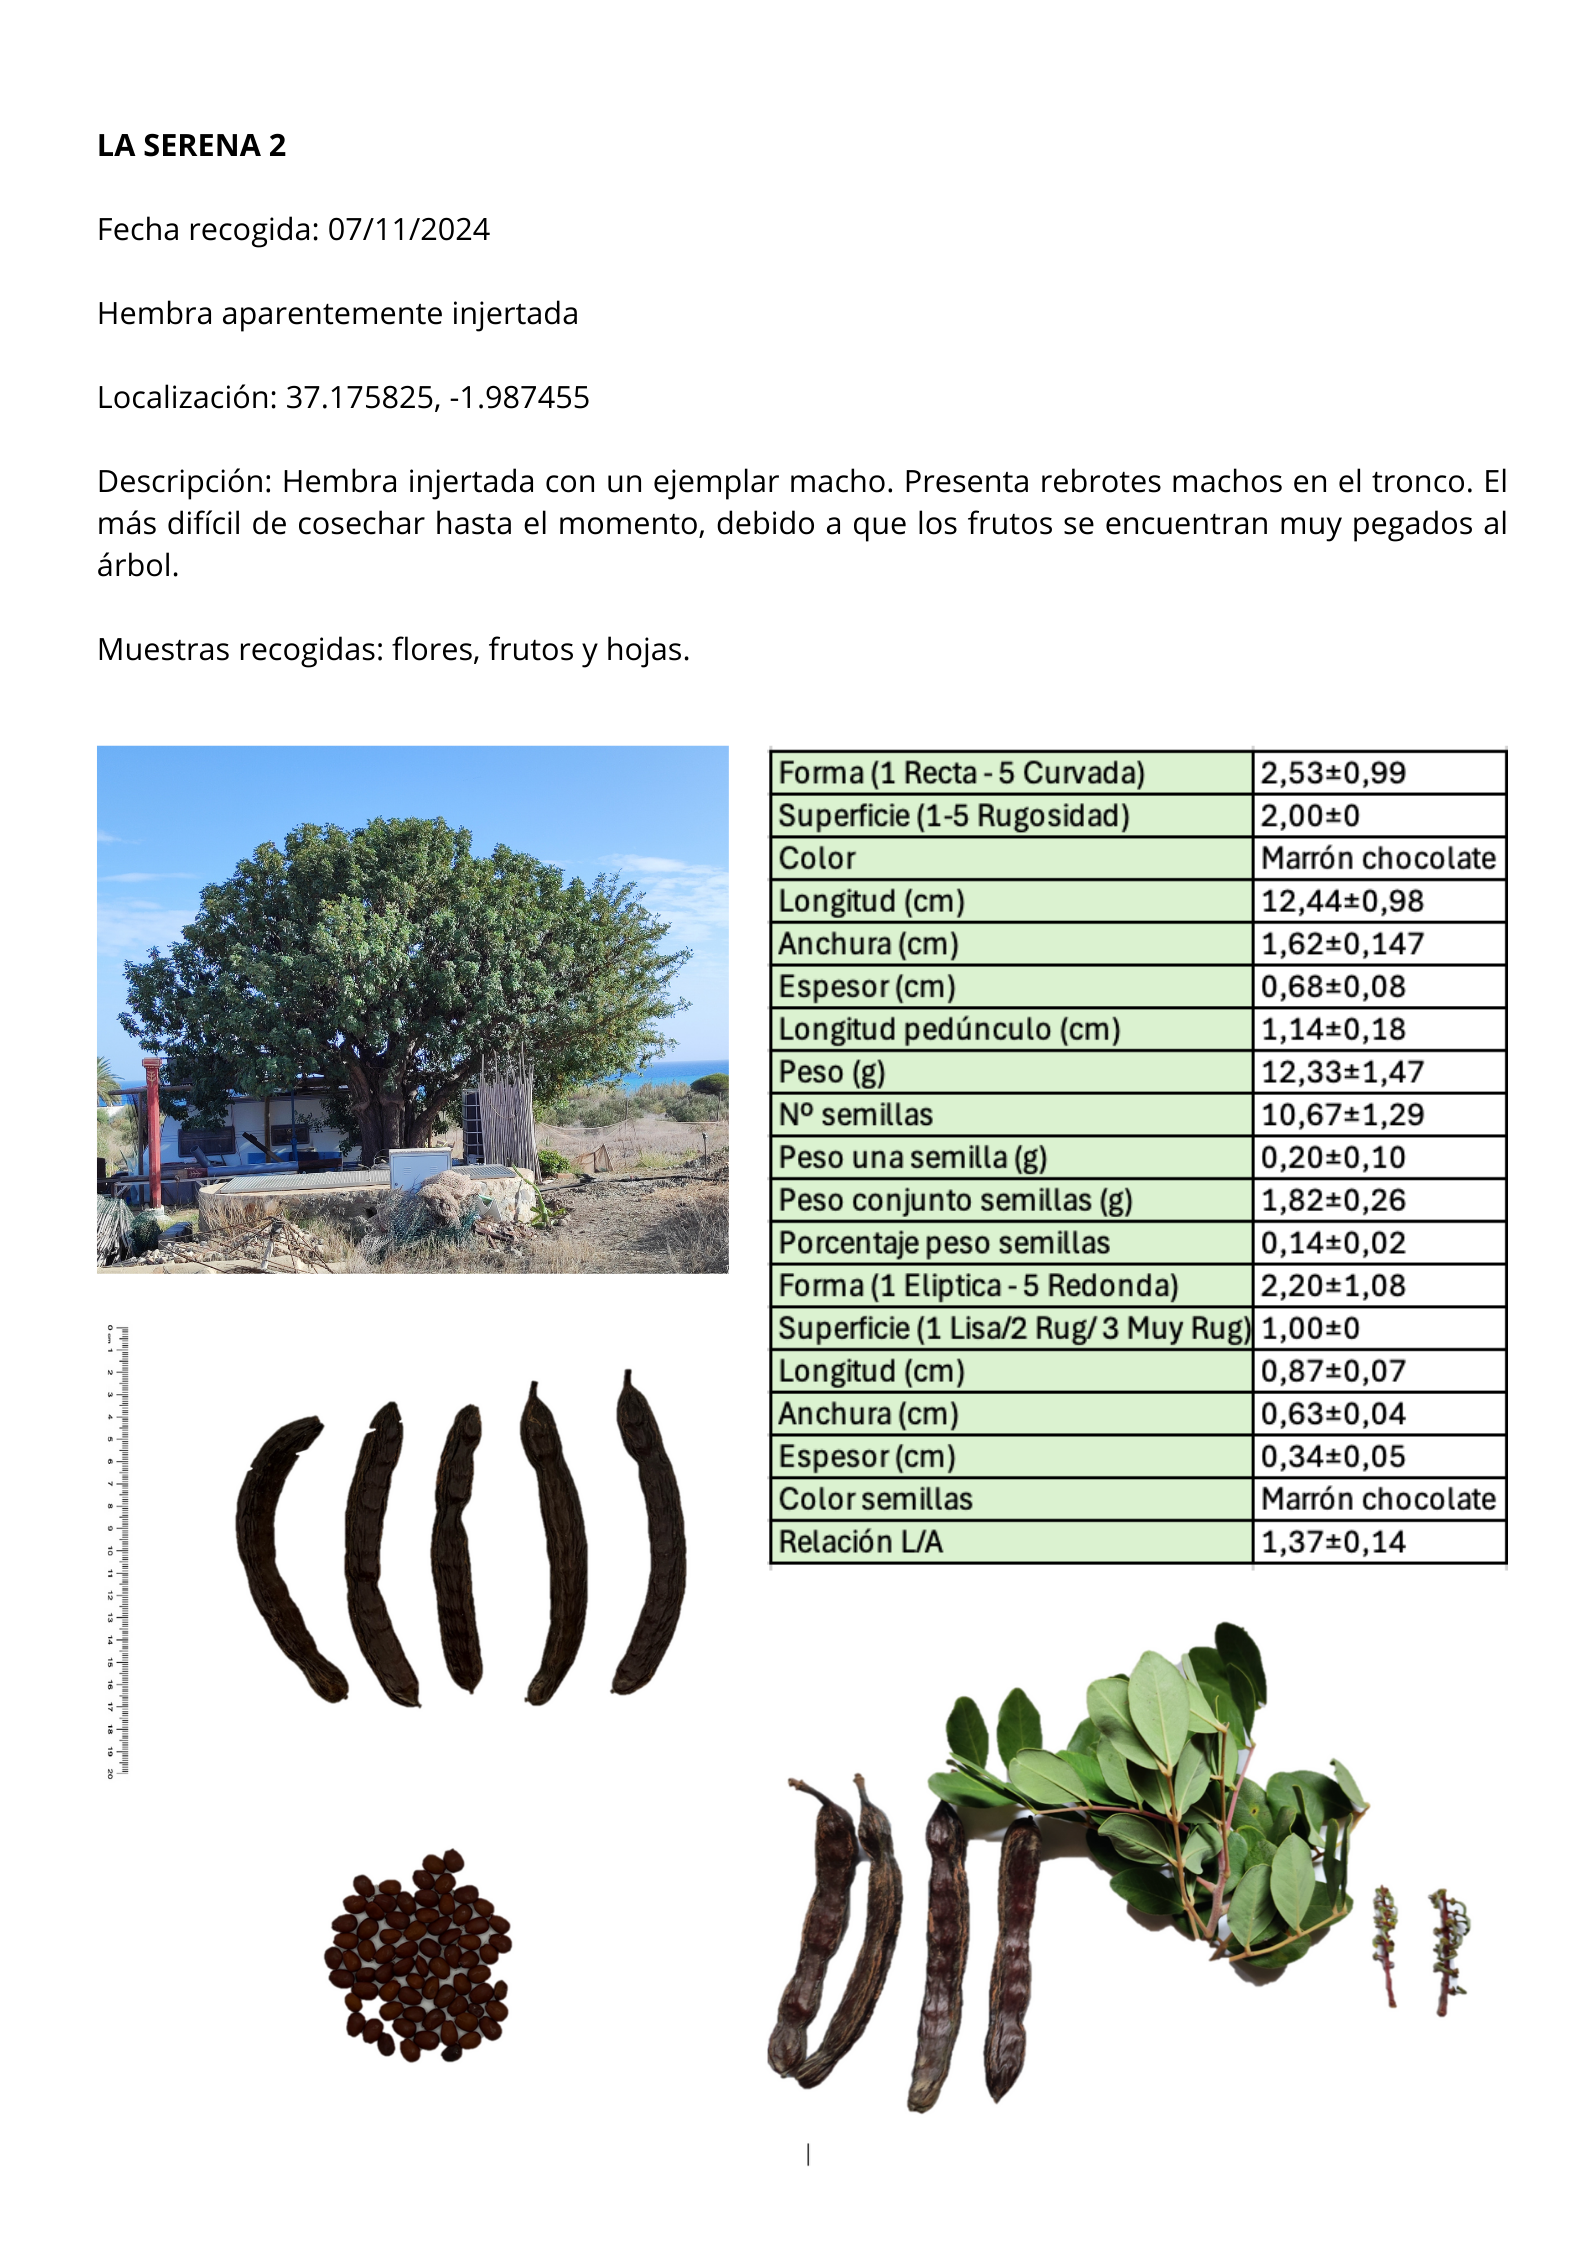 LA SERENA 2
Fecha recogida: 07/11/2024
Hembra aparentemente injertada
Localización: 37.175825, -1.987455
Descripción: Hembra injertada con un ejemplar macho. Presenta rebrotes machos en el tronco. El
más difícil de cosechar hasta el momento, debido a que los frutos se encuentran muy pegados al
árbol.
Muestras recogidas: flores, frutos y hojas.
Forma (1 Recta - 5 Curvada) 2,53±0,99
Superficie (1-5 Rugosidad) 2,00±0
Color Marrón chocolate
Longitud (cm) 12,44±0,98
Anchura (cm) 1,62±0,147
Espesor (cm) 0,68±0,08
Longitud pedúnculo (cm) 1,14±0,18
Peso (g) 12,33±1,47
Nº semillas 10,67±1,29
Peso una semilla (g) 0,20±0,10
Peso conjunto semillas (g) 1,82±0,26
Porcentaje peso semillas 0,14±0,02
Forma (1 Eliptica - 5 Redonda) 2,20±1,08
Superficie (1 Lisa/2 Rug/ 3 Muy Rug) 1,00±0
Longitud (cm) 0,87±0,07
Anchura (cm) 0,63±0,04
Espesor (cm) 0,34±0,05
Color semillas Marrón chocolate
Relación L/A 1,37±0,14
0 cm 1 2 3 4 5 6 7 8 9 10 11 12 13 14 15 16 17 18 19 20
|